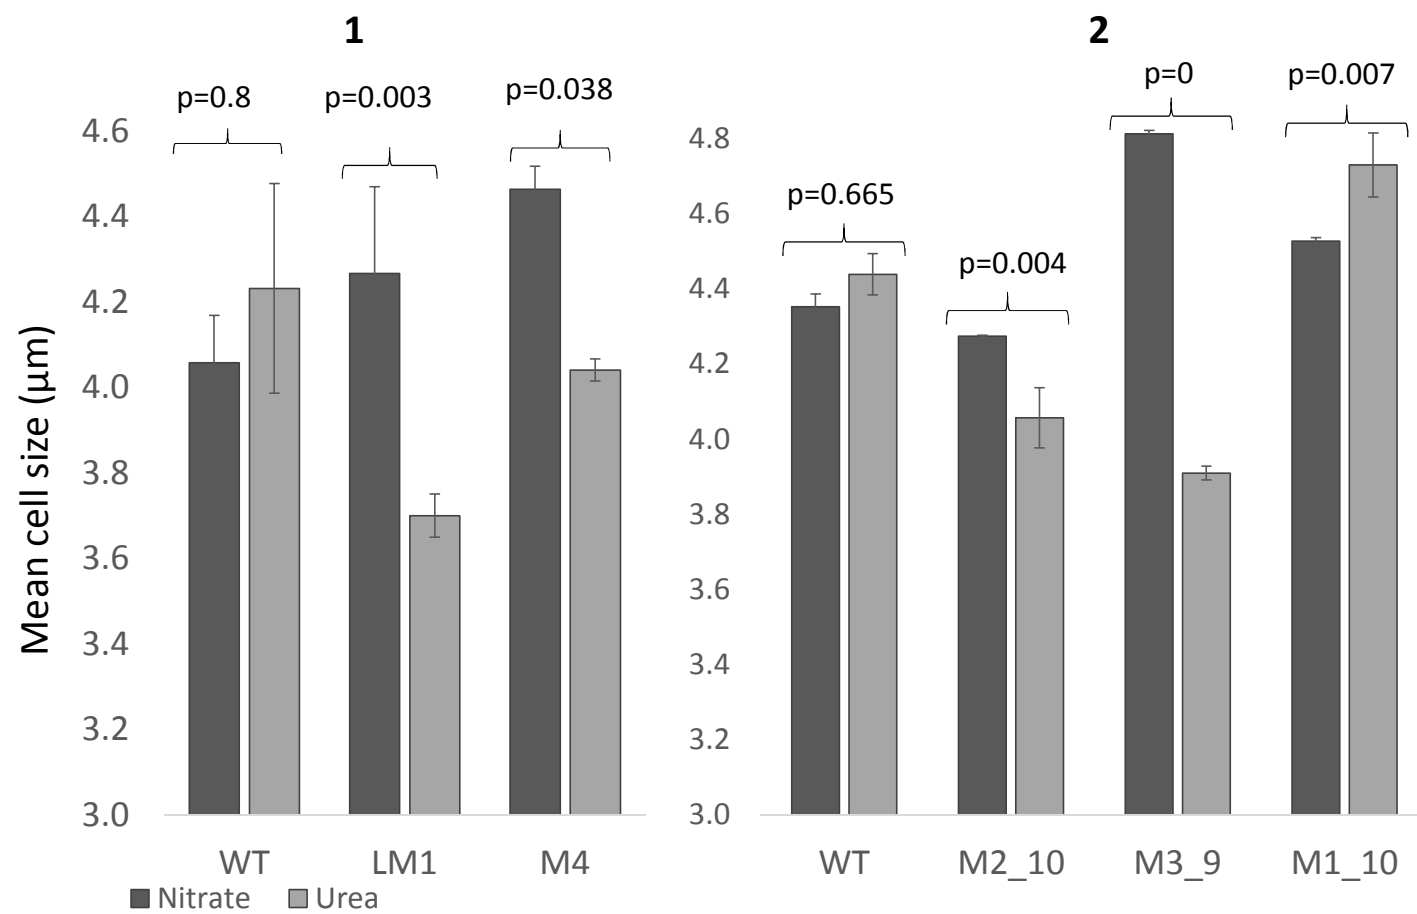 1
2
p=0.8
p=0.003
p=0.038
p=0.665
p=0.004
p=0
p=0.007
Mean cell size (µm)
4.6
4.4
4.2
4.0
3.8
3.6
3.4
3.2
3.0
4.8
4.6
4.4
4.2
4.0
3.8
3.6
3.4
3.2
3.0
WT LM1 M4
WT M2_10 M3_9 M1_10
Nitrate Urea